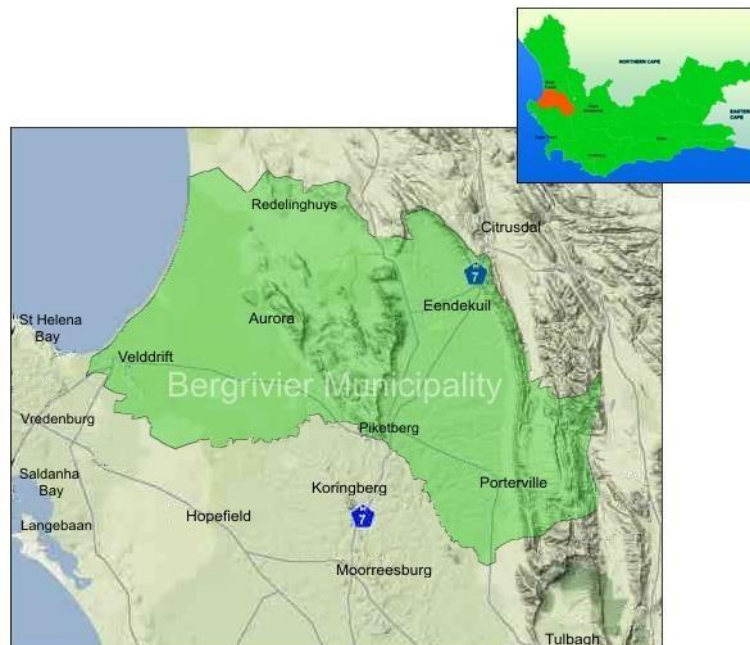 NORTHERN CAPE
EASTERN
CAPE
Redelinghuys
Citrusdal
7
Eendekuil
St Helena
Bay
Aurora
Velddrift
Bergrivier Municipality
Vredenburg
Piketberg
Saldanha
Bay
Koringberg
Porterville
7
Langebaan
Hopefield
Moorreesburg
Tulbagh